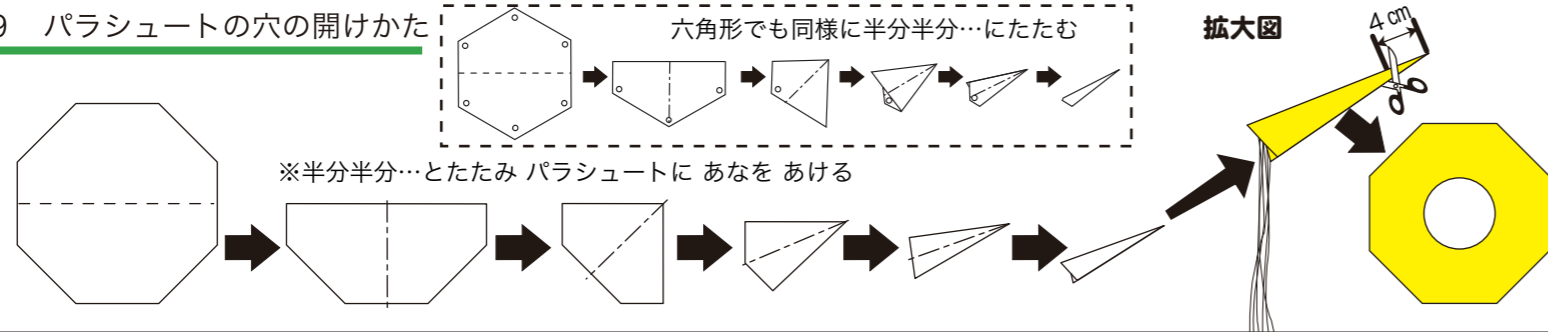 9 パラシュートの穴の開けかた
六角形でも同様に半分半分…にたたむ
拡大図
4 cm
※半分半分…とたたみ パラシュートに あなを あける